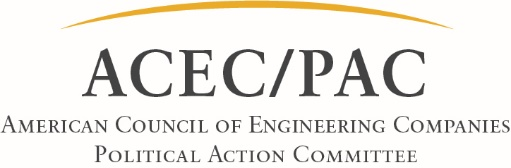 ACEC/PAC
American Council of Engineering Companies
Political Action Committee